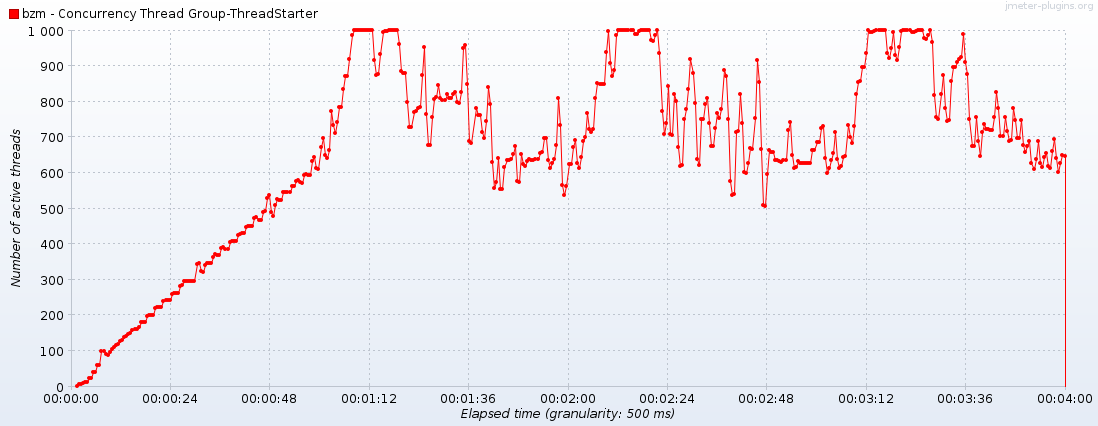 jmeter-plugins.org
bzm - Concurrency Thread Group-ThreadStarter
1 000
900
800
700
600
500
400
300
200
100
0
Number of active threads
00:00:00 00:00:24 00:00:48 00:01:12 00:01:36 00:02:00 00:02:24 00:02:48 00:03:12 00:03:36 00:04:00
Elapsed time (granularity: 500 ms)